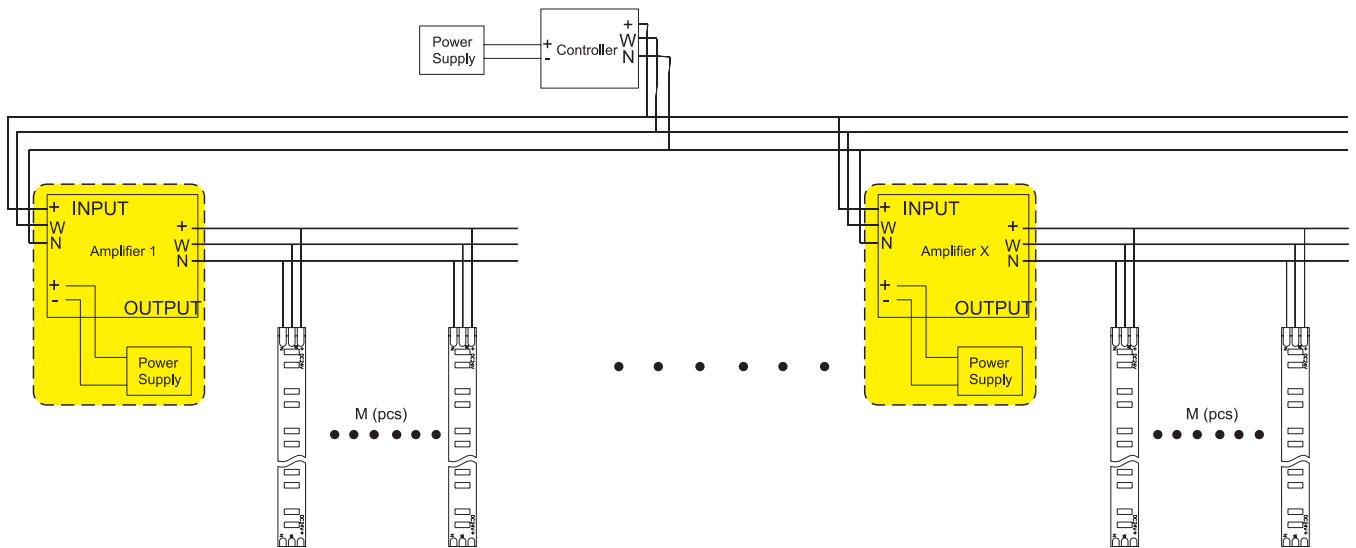 Power
Supply
+
-
Controller
+
W
N
+ INPUT
W
N
Amplifier 1
+
W
N
+
-
OUTPUT
Power
Supply
+ INPUT
W
N
Amplifier X
+
W
N
+
-
OUTPUT
Power
Supply
M (pcs)
M (pcs)